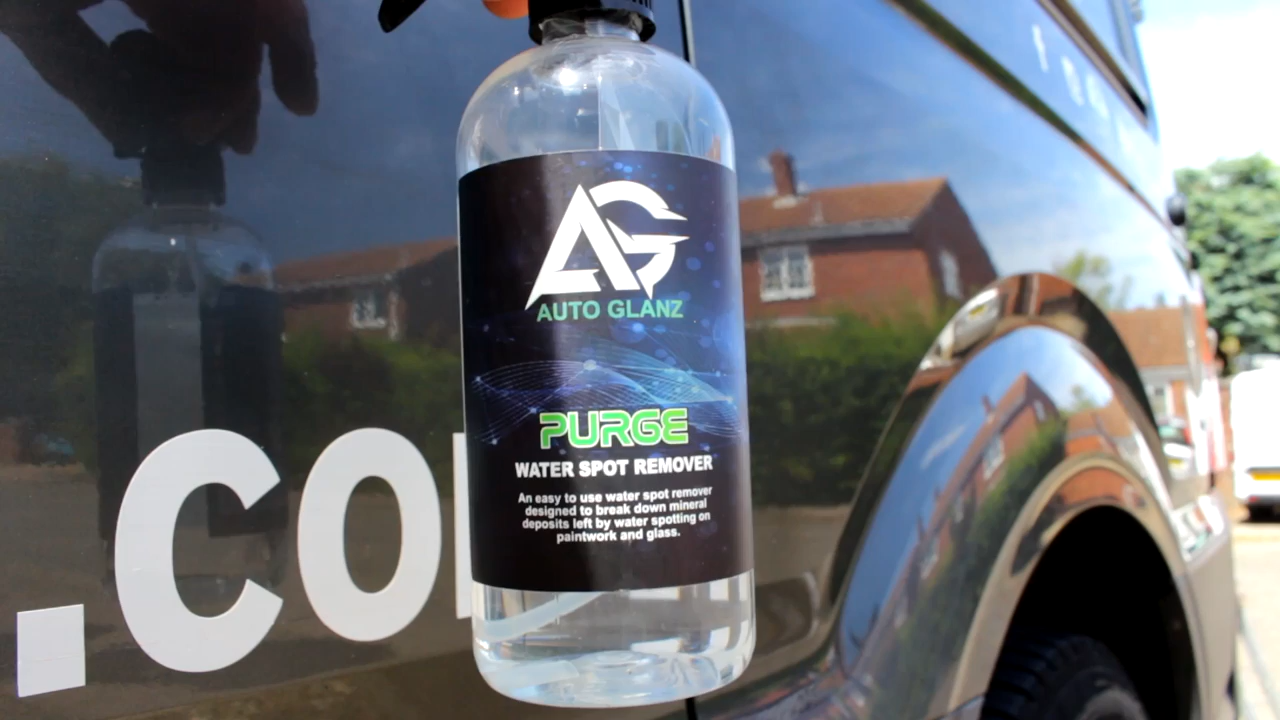 AG
AUTO GLANZ
PURGE
WATER SPOT REMOVER
An easy to use water spot remover
designed to break down mineral
deposits left by water spotting on
paintwork and glass.
.co